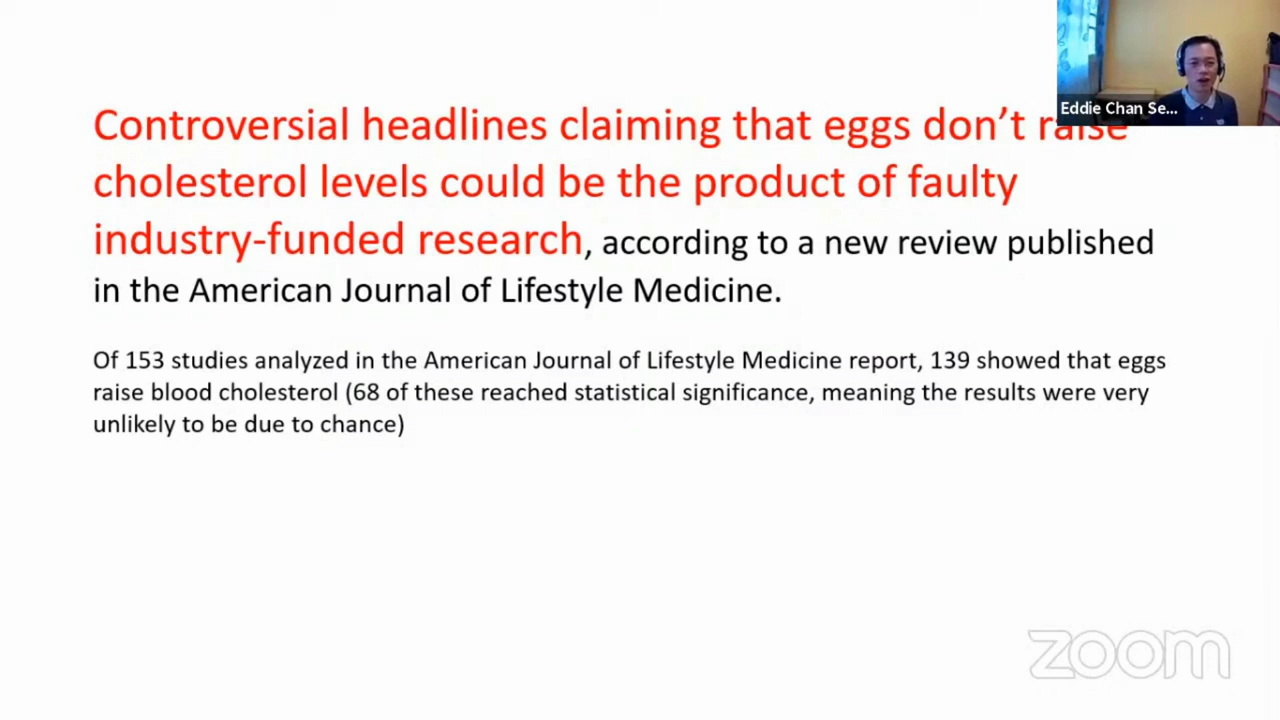 Controversial headlines claiming that eggs don't raise
cholesterol levels could be the product of faulty
industry-funded research, according to a new review published
in the American Journal of Lifestyle Medicine.
Of 153 studies analyzed in the American Journal of Lifestyle Medicine report, 139 showed that eggs
raise blood cholesterol (68 of these reached statistical significance, meaning the results were very
unlikely to be due to chance)
Eddie Chan Se...
zoom